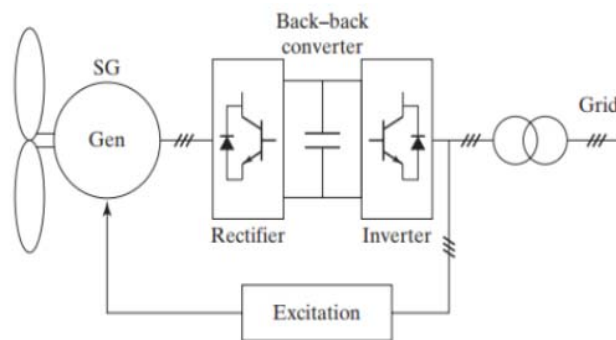 Back–back
converter
SG
Grid
Gen
Rectifier
Inverter
Excitation